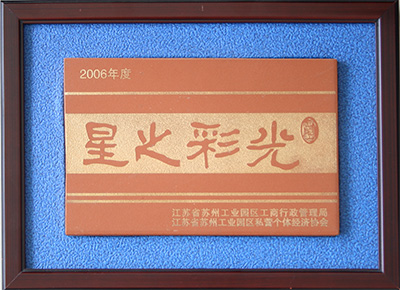 2006年度
星之彩光
江苏省苏州工业园区工商行政管理局
江苏省苏州工业园区私营个体经济协会